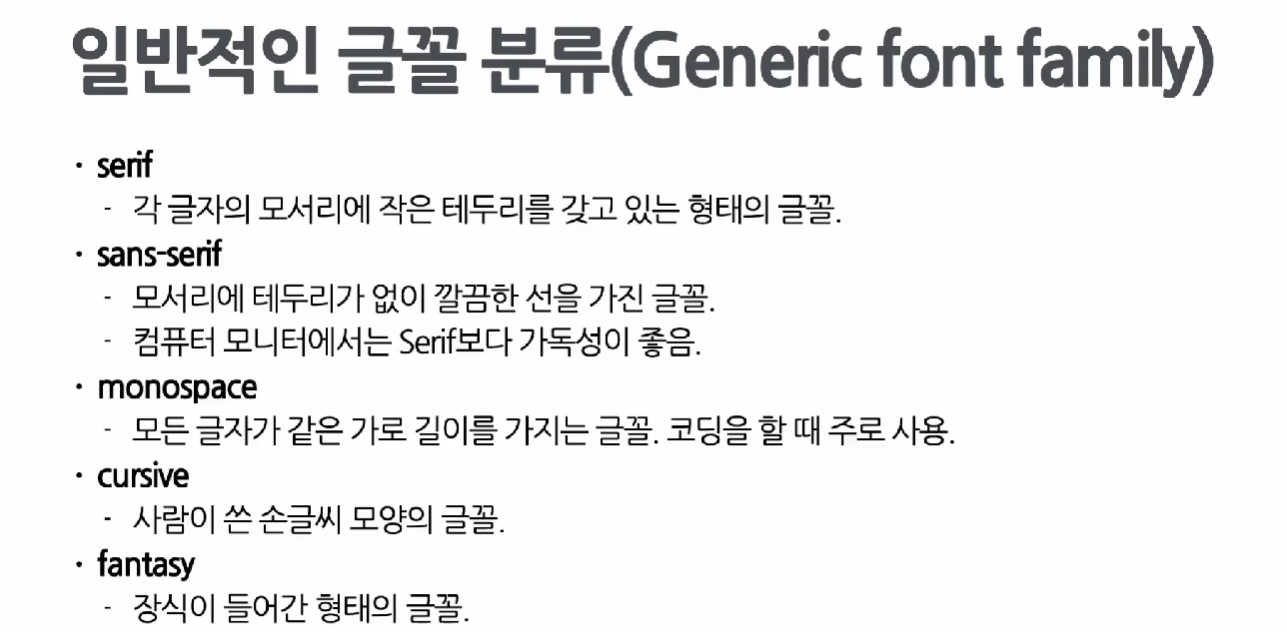 일반적인 글꼴 분류(Generic font family)
· serif
- 각 글자의 모서리에 작은 테두리를 갖고 있는 형태의 글꼴.
· sans-serif
- 모서리에 테두리가 없이 깔끔한 선을 가진 글꼴.
- 컴퓨터 모니터에서는 Serif보다 가독성이 좋음.
· monospace
- 모든 글자가 같은 가로 길이를 가지는 글꼴. 코딩을 할 때 주로 사용.
· cursive
- 사람이 쓴 손글씨 모양의 글꼴.
· fantasy
- 장식이 들어간 형태의 글꼴.